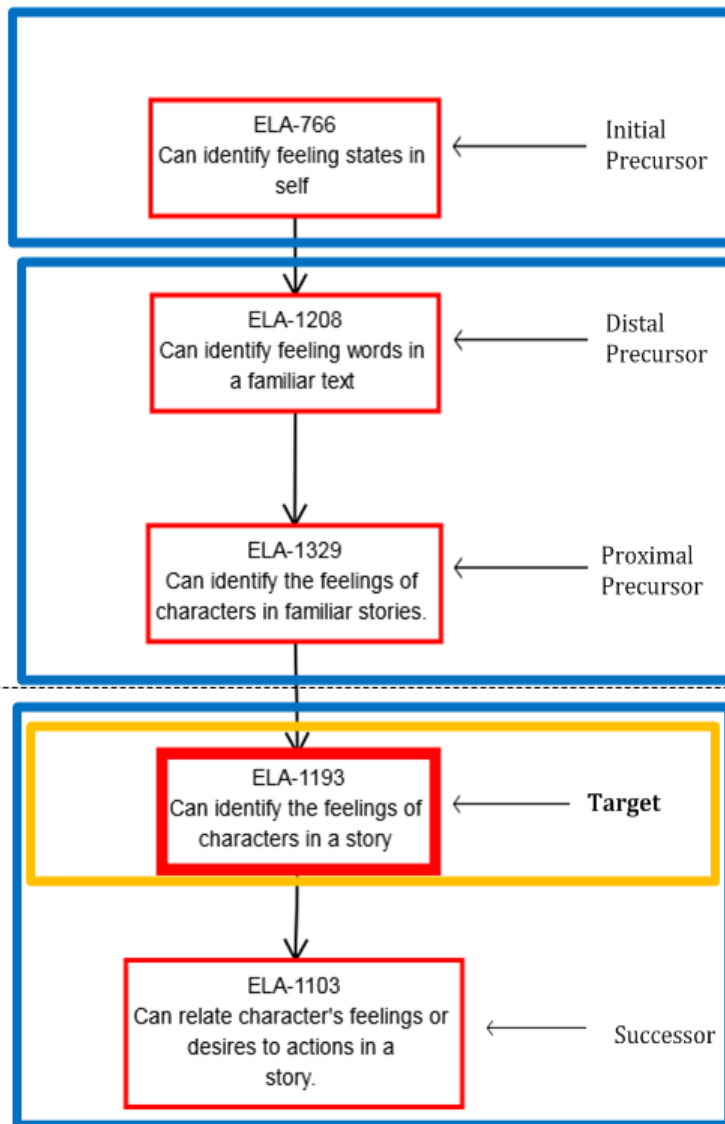 ELA-766
Can identify feeling states in
self
Initial
Precursor
ELA-1208
Can identify feeling words in
a familiar text
Distal
Precursor
ELA-1329
Can identify the feelings of
characters in familiar stories.
Proximal
Precursor
ELA-1193
Can identify the feelings of
characters in a story
Target
ELA-1103
Can relate character's feelings or
desires to actions in a
story.
Successor